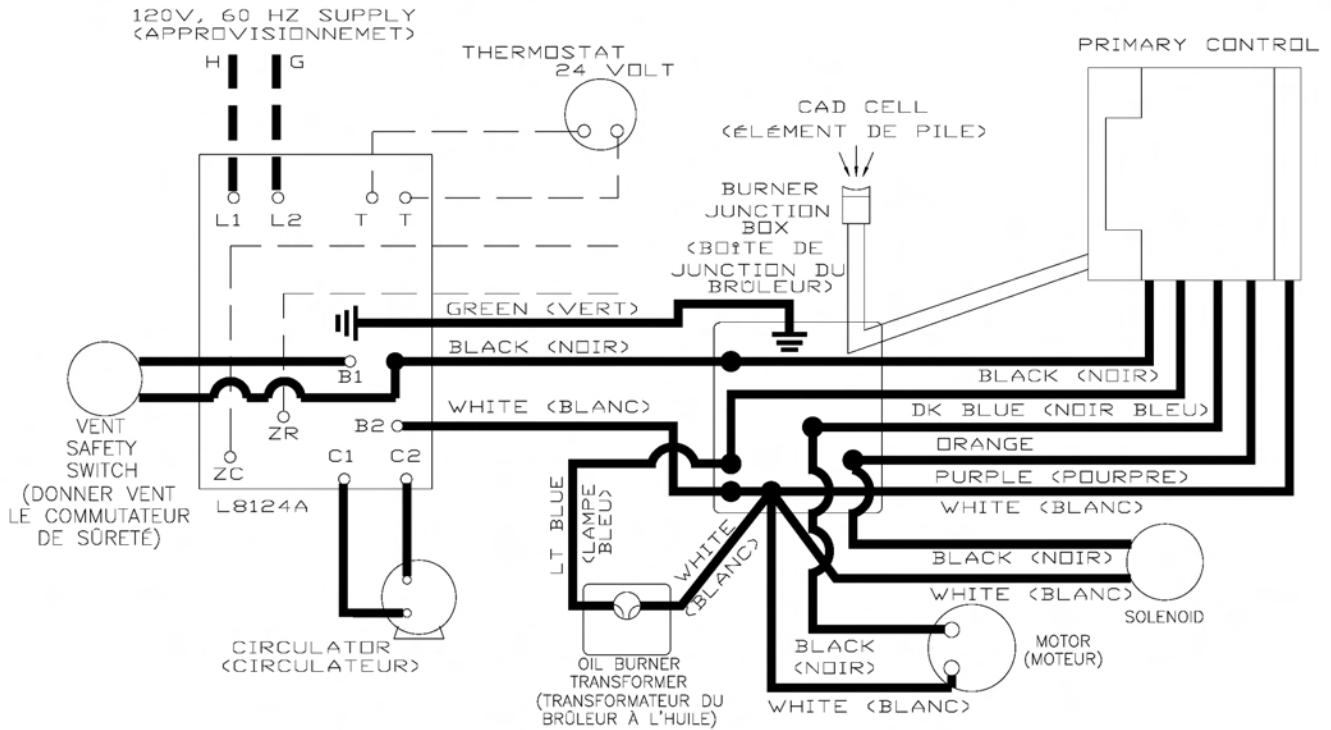 120V, 60 HZ SUPPLY
(APPROVISIONNEMET)
H
G
THERMOSTAT
24 VOLT
PRIMARY CONTROL
CAD CELL
(ÉLÉMENT DE PILE)
L1
L2
T
T
BURNER
JUNCTION
BOX
(BOÎTE DE
JUNCTION DU
BRÛLEUR)
GREEN (VERT)
BLACK (NOIR)
B1
BLACK (NOIR)
WHITE (BLANC)
DK BLUE (NOIR BLEU)
VENT
SAFETY
SWITCH
(DONNER VENT
LE COMMUTATEUR
DE SÛRETÉ)
ZR
B2
ZC
C1
C2
L8124A
ORANGE
PURPLE (POURPRE)
WHITE (BLANC)
LT BLUE
(LAMPE
BLEU)
WHITE
(BLANC)
BLACK (NOIR)
WHITE (BLANC)
SOLENOID
CIRCULATOR
(CIRCULATEUR)
OIL BURNER
TRANSFORMER
(TRANSFORMATEUR DU
BRÛLEUR À L'HUILE)
BLACK
(NOIR)
MOTOR
(MOTEUR)
WHITE (BLANC)